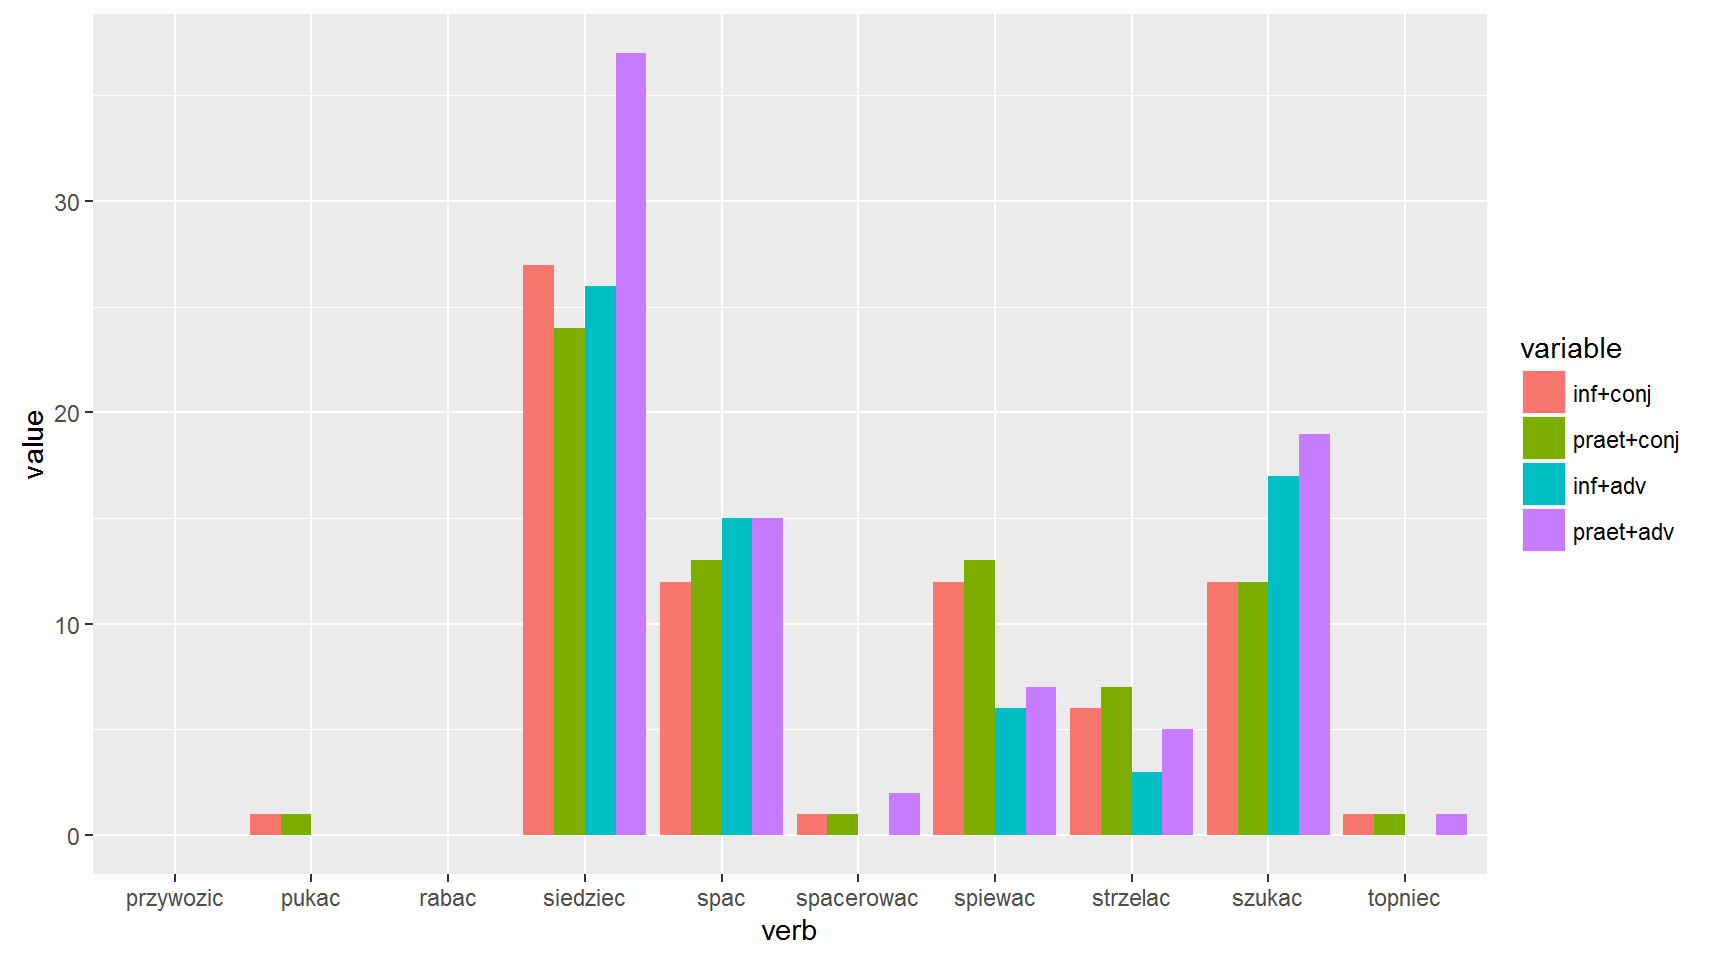 value
30
20
10
0
przywozic pukac rabac siedziec spac spacerowac spiewac strzelac szukac topniec
verb
variable
inf+conj
praet+conj
inf+adv
praet+adv